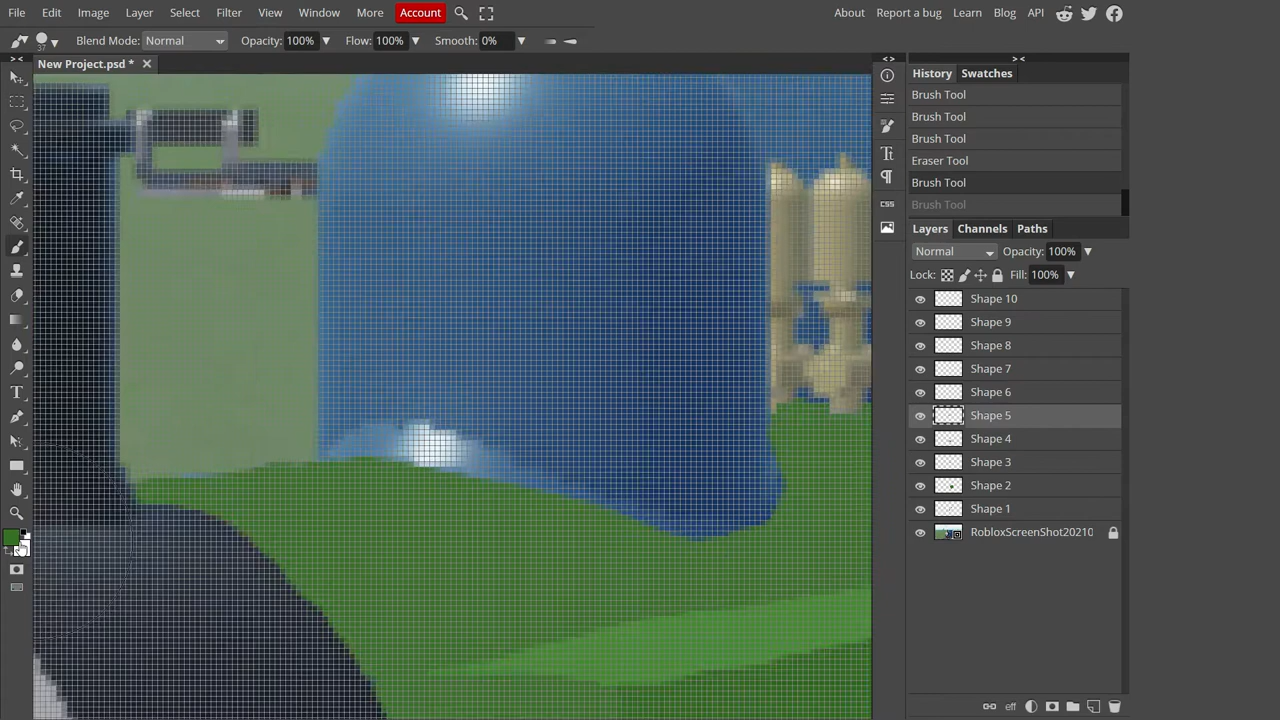 File Edit Image Layer Select Filter View Window More Account About Report a bug Learn Blog API
37 Blend Mode: Normal Opacity: 100% Flow: 100% Smooth: 0%
New Project.psd *
History Swatches
Brush Tool
Brush Tool
Brush Tool
Eraser Tool
Brush Tool
Brush Tool
CSS
Layers Channels Paths
Normal Opacity: 100%
Lock: Fill: 100%
Shape 10
Shape 9
Shape 8
Shape 7
Shape 6
Shape 5
Shape 4
Shape 3
Shape 2
Shape 1
RobloxScreenShot20210
eff